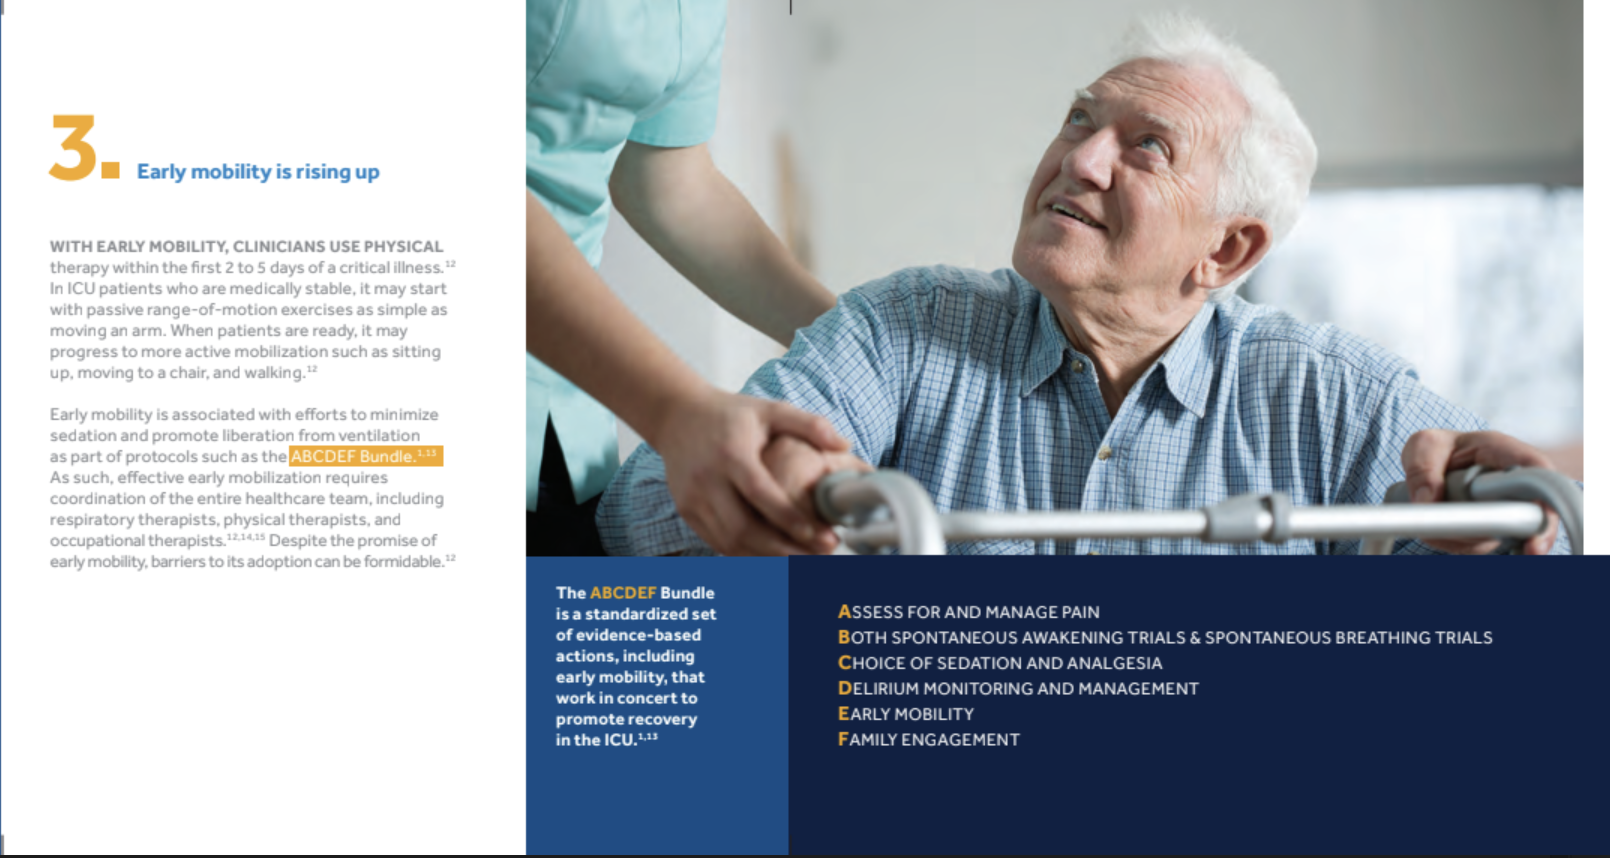 3. Early mobility is rising up
WITH EARLY MOBILITY, CLINICIANS USE PHYSICAL
therapy within the first 2 to 5 days of a critical illness.12
In ICU patients who are medically stable, it may start
with passive range-of-motion exercises as simple as
moving an arm. When patients are ready, it may
progress to more active mobilization such as sitting
up, moving to a chair, and walking.12
Early mobility is associated with efforts to minimize
sedation and promote liberation from ventilation
as part of protocols such as the ABCDEF Bundle.1,13
As such, effective early mobilization requires
coordination of the entire healthcare team, including
respiratory therapists, physical therapists, and
occupational therapists.12,14,15 Despite the promise of
early mobility, barriers to its adoption can be formidable.12
The ABCDEF Bundle
is a standardized set
of evidence-based
actions, including
early mobility, that
work in concert to
promote recovery
in the ICU.1,13
ASSESS FOR AND MANAGE PAIN
BOTH SPONTANEOUS AWAKENING TRIALS & SPONTANEOUS BREATHING TRIALS
CHOICE OF SEDATION AND ANALGESIA
DELIRIUM MONITORING AND MANAGEMENT
EARLY MOBILITY
FAMILY ENGAGEMENT